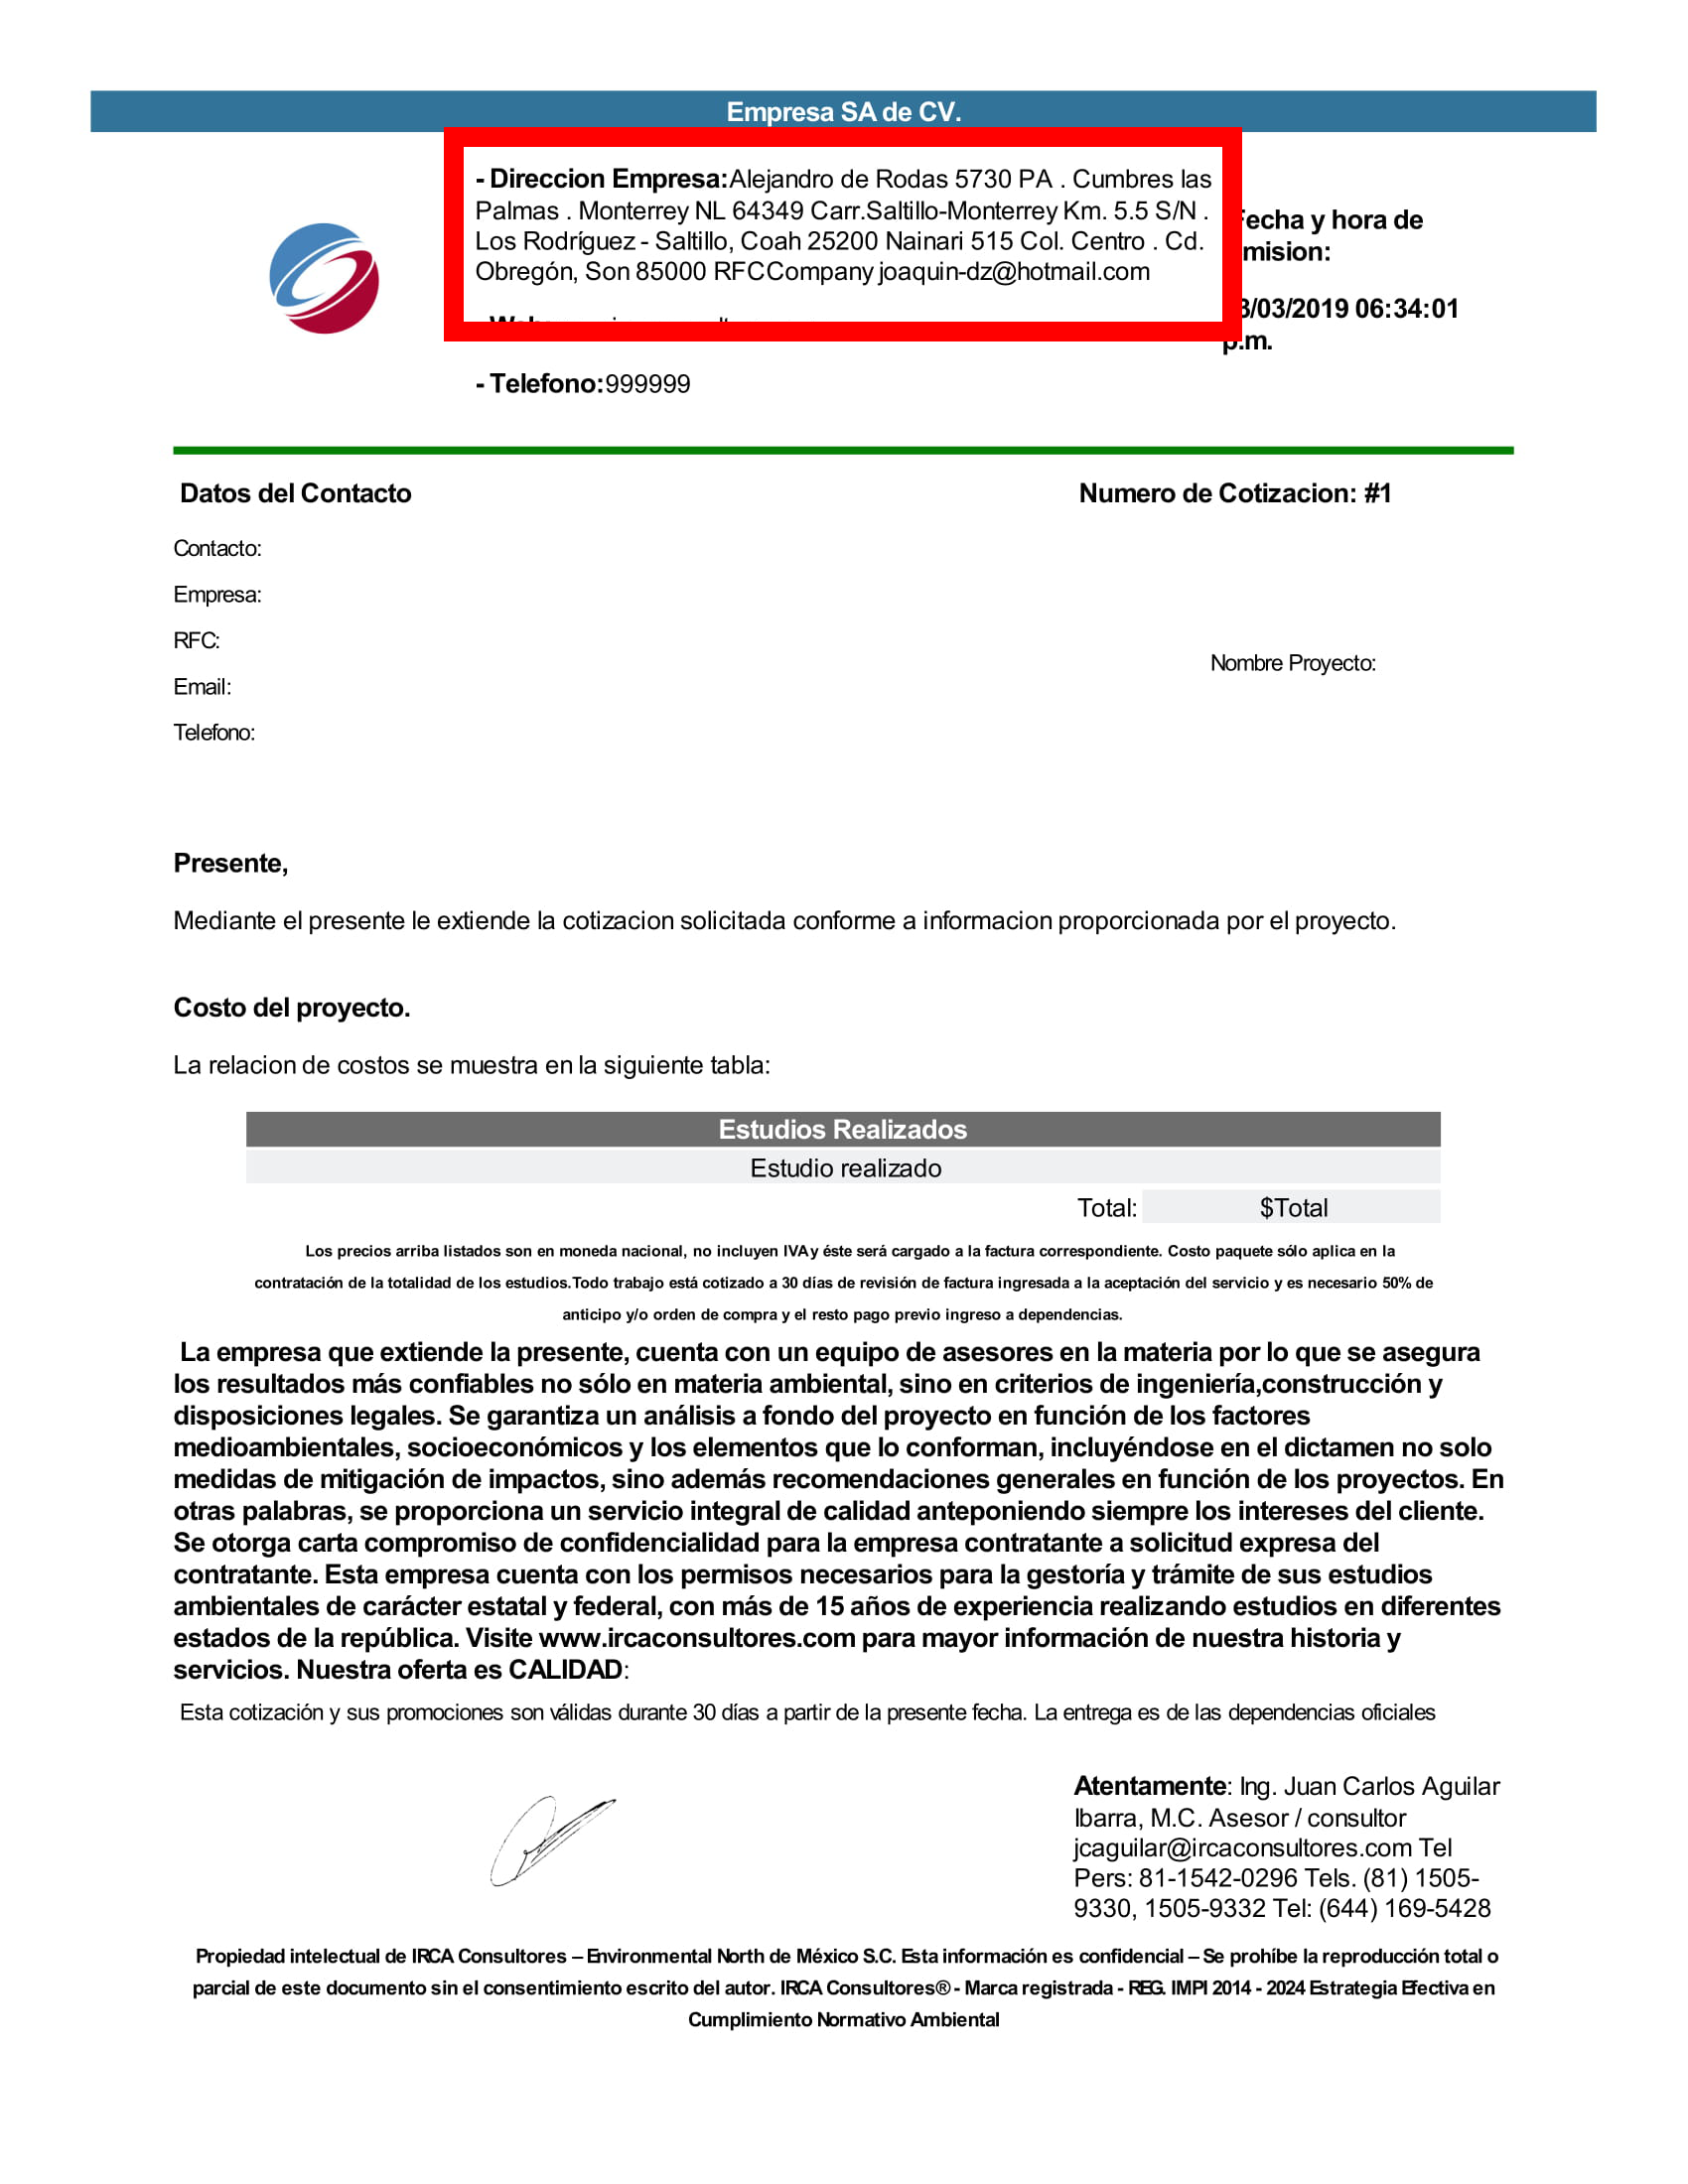 Empresa SA de CV.
- Direccion Empresa:Alejandro de Rodas 5730 PA . Cumbres las
Palmas . Monterrey NL 64349 Carr.Saltillo-Monterrey Km. 5.5 S/N .
Los Rodríguez - Saltillo, Coah 25200 Nainari 515 Col. Centro . Cd.
Obregón, Son 85000 RFCCompany joaquin-dz@hotmail.com
- Telefono:999999
echa y hora de
mision:
/03/2019 06:34:01
p.m.
Datos del Contacto
Numero de Cotizacion: #1
Contacto:
Empresa:
RFC:
Email:
Telefono:
Nombre Proyecto:
Presente,
Mediante el presente le extiende la cotizacion solicitada conforme a informacion proporcionada por el proyecto.
Costo del proyecto.
La relacion de costos se muestra en la siguiente tabla:
Estudios Realizados
Estudio realizado
Total: $Total
Los precios arriba listados son en moneda nacional, no incluyen IVA y éste será cargado a la factura correspondiente. Costo paquete sólo aplica en la
contratación de la totalidad de los estudios.Todo trabajo está cotizado a 30 días de revisión de factura ingresada a la aceptación del servicio y es necesario 50% de
anticipo y/o orden de compra y el resto pago previo ingreso a dependencias.
La empresa que extiende la presente, cuenta con un equipo de asesores en la materia por lo que se asegura
los resultados más confiables no sólo en materia ambiental, sino en criterios de ingeniería,construcción y
disposiciones legales. Se garantiza un análisis a fondo del proyecto en función de los factores
medioambientales, socioeconómicos y los elementos que lo conforman, incluyéndose en el dictamen no solo
medidas de mitigación de impactos, sino además recomendaciones generales en función de los proyectos. En
otras palabras, se proporciona un servicio integral de calidad anteponiendo siempre los intereses del cliente.
Se otorga carta compromiso de confidencialidad para la empresa contratante a solicitud expresa del
contratante. Esta empresa cuenta con los permisos necesarios para la gestoría y trámite de sus estudios
ambientales de carácter estatal y federal, con más de 15 años de experiencia realizando estudios en diferentes
estados de la república. Visite www.ircaconsultores.com para mayor información de nuestra historia y
servicios. Nuestra oferta es CALIDAD:
Esta cotización y sus promociones son válidas durante 30 días a partir de la presente fecha. La entrega es de las dependencias oficiales
Atentamente: Ing. Juan Carlos Aguilar
Ibarra, M.C. Asesor / consultor
jcaguilar@ircaconsultores.com Tel
Pers: 81-1542-0296 Tels. (81) 1505-
9330, 1505-9332 Tel: (644) 169-5428
Propiedad intelectual de IRCA Consultores – Environmental North de México S.C. Esta información es confidencial – Se prohíbe la reproducción total o
parcial de este documento sin el consentimiento escrito del autor. IRCA Consultores® - Marca registrada - REG. IMPI 2014 - 2024 Estrategia Efectiva en
Cumplimiento Normativo Ambiental